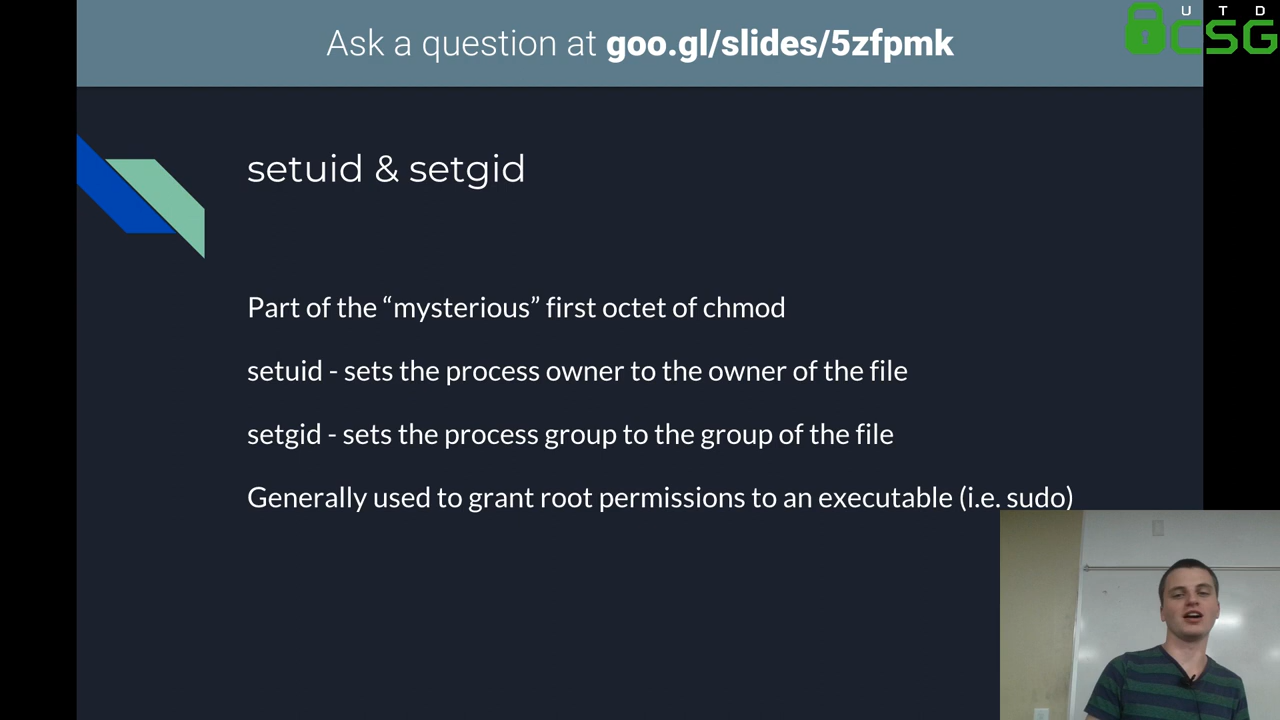 Ask a question at goo.gl/slides/5zfpmk
UTD
CSG
setuid & setgid
Part of the “mysterious” first octet of chmod
setuid - sets the process owner to the owner of the file
setgid - sets the process group to the group of the file
Generally used to grant root permissions to an executable (i.e. sudo)